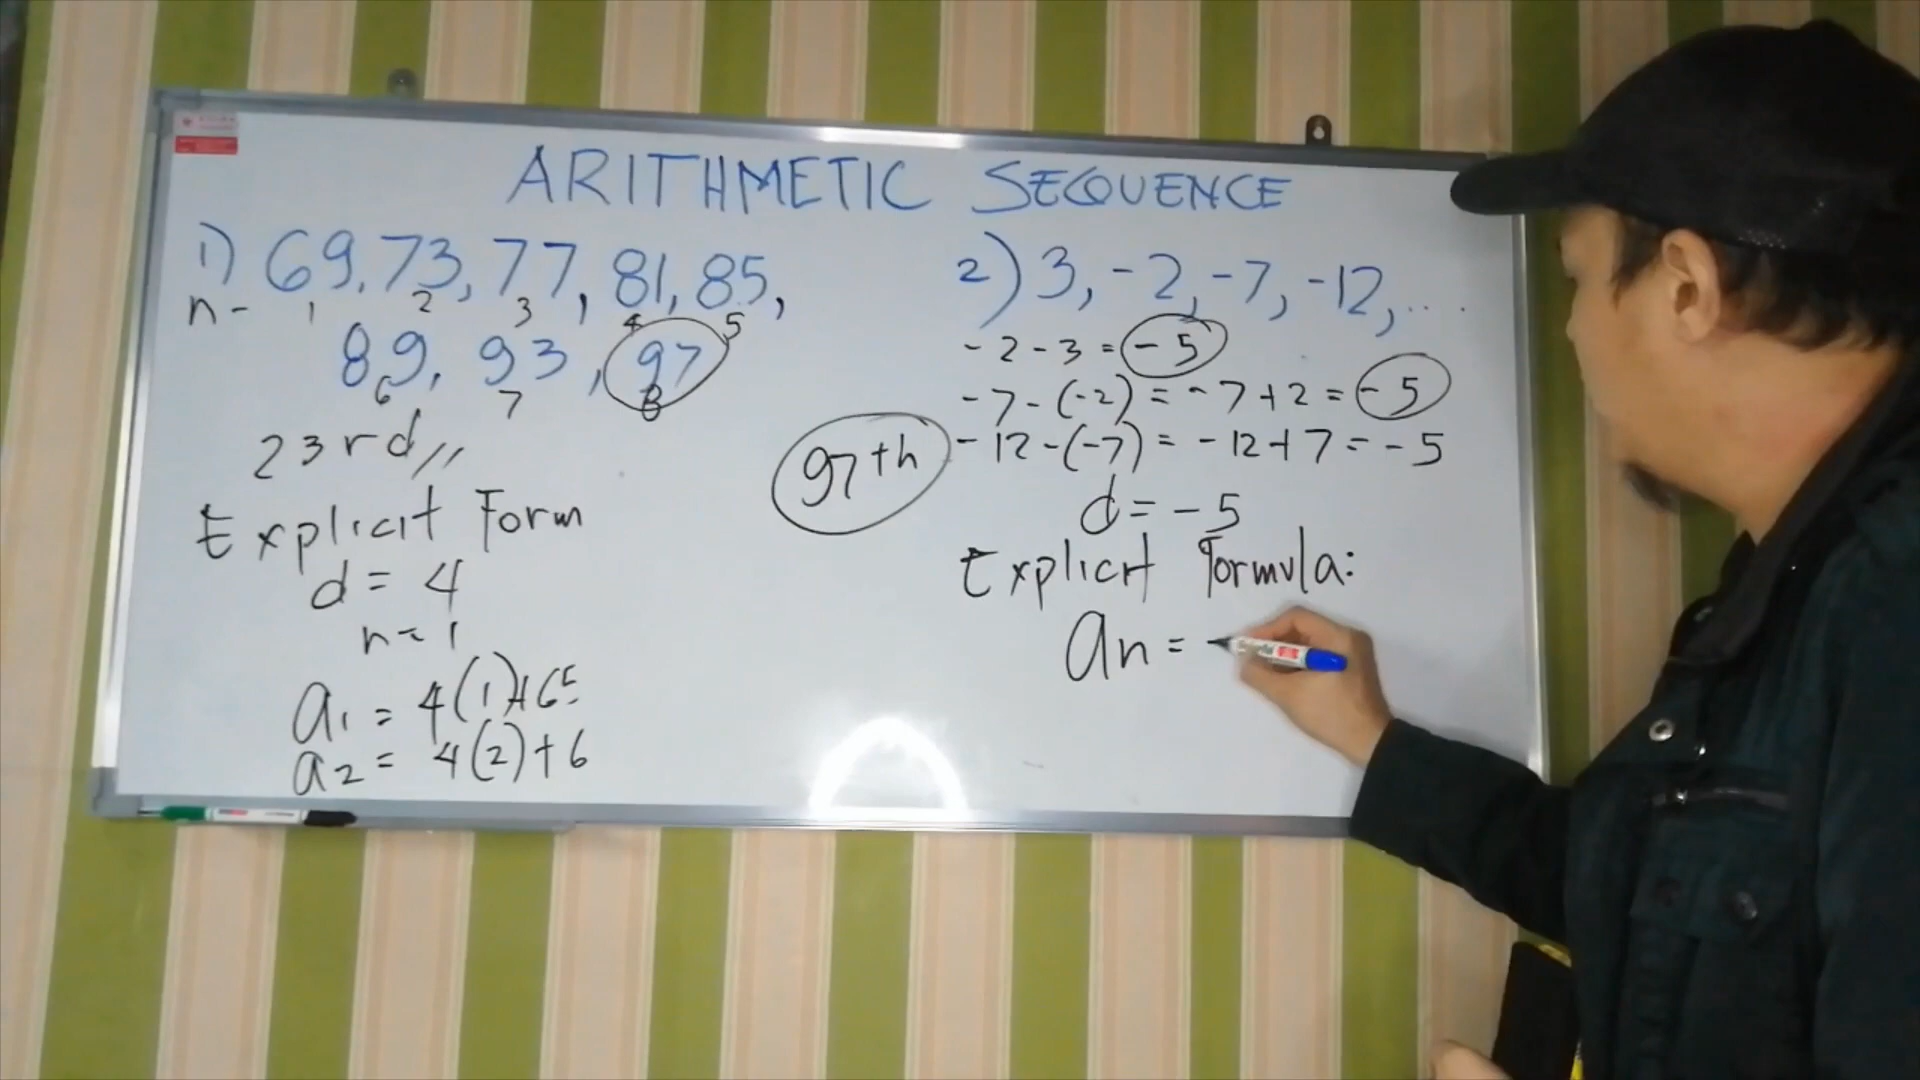 ARITHMETIC SEQUENCE
1) 69, 73, 77, 81, 85,
n - 1 2 3 4 5
89, 93, 97
6 7 8
23rd,,
Explicit Form
d = 4
n = 1
a1 = 4(1)+65
a2 = 4(2)+6
97th
2) 3, -2, -7, -12, ....
-2-3 = -5
-7-(-2) = -7+2 = -5
-12-(-7) = -12+7 = -5
d = -5
Explicit Formula:
an = -